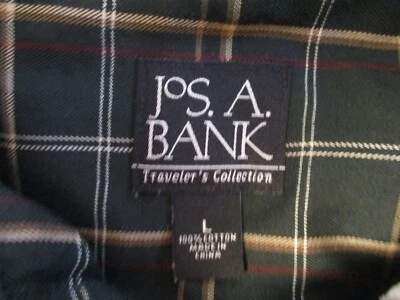 JOS. A.
BANK
Traveler's Collection
L
100% COTTON
MADE IN
CHINA